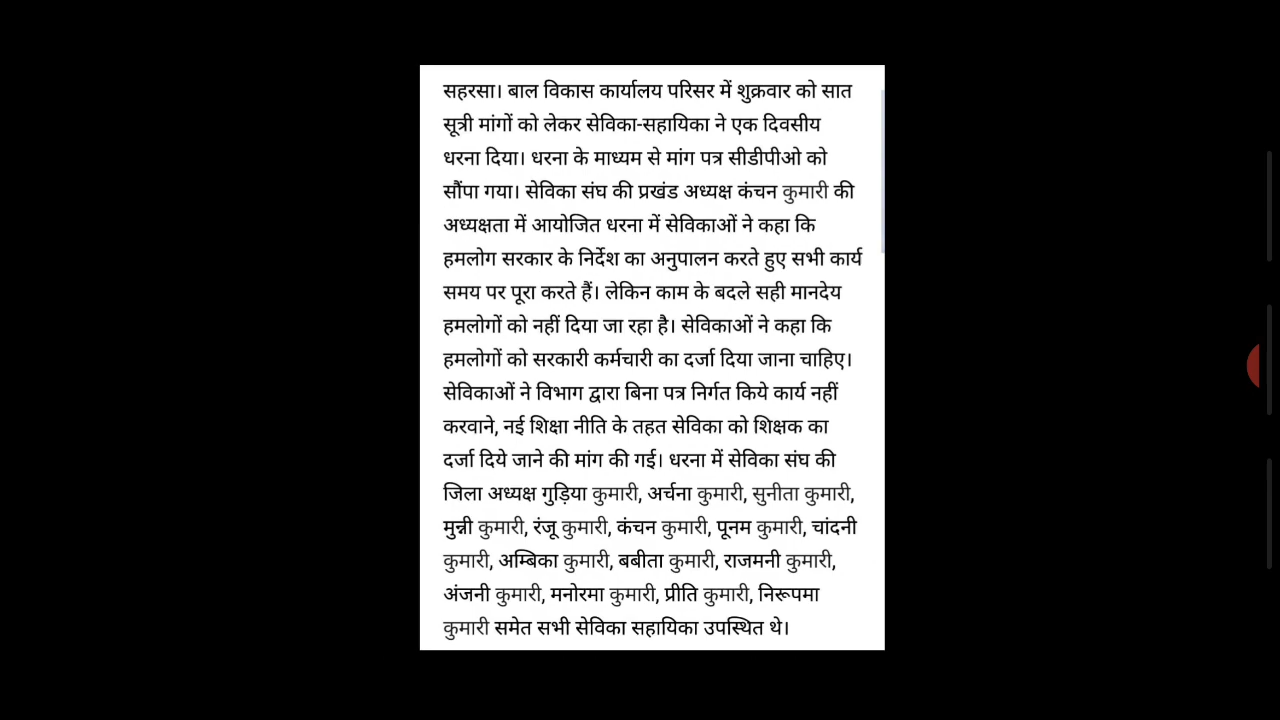 सहरसा। बाल विकास कार्यालय परिसर में शुक्रवार को सात
सूत्री मांगों को लेकर सेविका-सहायिका ने एक दिवसीय
धरना दिया। धरना के माध्यम से मांग पत्र सीडीपीओ को
सौंपा गया। सेविका संघ की प्रखंड अध्यक्ष कंचन कुमारी की
अध्यक्षता में आयोजित धरना में सेविकाओं ने कहा कि
हमलोग सरकार के निर्देश का अनुपालन करते हुए सभी कार्य
समय पर पूरा करते हैं। लेकिन काम के बदले सही मानदेय
हमलोगों को नहीं दिया जा रहा है। सेविकाओं ने कहा कि
हमलोगों को सरकारी कर्मचारी का दर्जा दिया जाना चाहिए।
सेविकाओं ने विभाग द्वारा बिना पत्र निर्गत किये कार्य नहीं
करवाने, नई शिक्षा नीति के तहत सेविका को शिक्षक का
दर्जा दिये जाने की मांग की गई। धरना में सेविका संघ की
जिला अध्यक्ष गुड़िया कुमारी, अर्चना कुमारी, सुनीता कुमारी,
मुन्नी कुमारी, रंजू कुमारी, कंचन कुमारी, पूनम कुमारी, चांदनी
कुमारी, अम्बिका कुमारी, बबीता कुमारी, राजमनी कुमारी,
अंजनी कुमारी, मनोरमा कुमारी, प्रीति कुमारी, निरूपमा
कुमारी समेत सभी सेविका सहायिका उपस्थित थे।